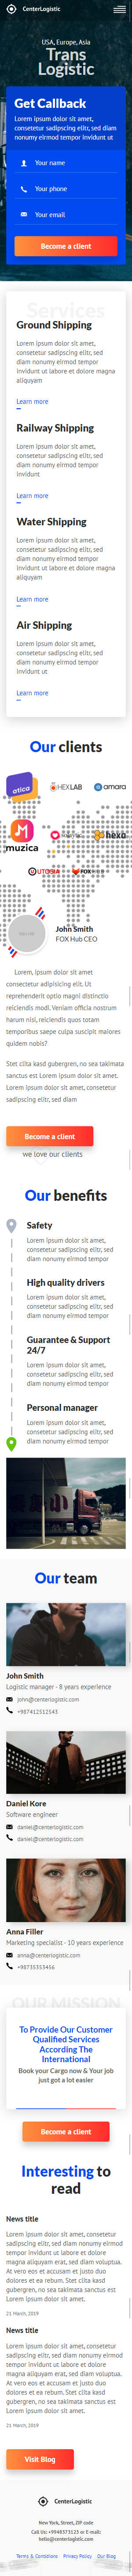 CenterLogistic
USA, Europe, Asia
Trans
Logistic
Get Callback
Lorem ipsum dolor sit amet,
consetetur sadipscing elitr, sed diam
nonumy eirmod tempor invidunt ut
Your name
Your phone
Your email
Become a client
Services
Ground Shipping
Lorem ipsum dolor sit amet,
consetetur sadipscing elitr, sed
diam nonumy eirmod tempor
invidunt ut labore et dolore magna
aliquyam
Learn more
Railway Shipping
Lorem ipsum dolor sit amet,
consetetur sadipscing elitr, sed
diam nonumy eirmod tempor
invidunt
Learn more
Water Shipping
Lorem ipsum dolor sit amet,
consetetur sadipscing elitr, sed
diam nonumy eirmod tempor
invidunt ut labore et dolore magna
aliquyam
Learn more
Air Shipping
Lorem ipsum dolor sit amet,
consetetur sadipscing elitr, sed
diam nonumy eirmod tempor
invidunt ut
Learn more
Our clients
atica
HEXLAB
amara
muzica
hexa
UTOSIA
FOX
John Smith
FOX Hub CEO
Lorem, ipsum dolor sit amet
consectetur adipisicing elit. Ut
reprehenderit optio magni distinctio
reiciendis modi. Veniam officia nostrum
harum nisi, reiciendis quos totam
temporibus saepe culpa suscipit maiores
quidem nobis?
Stet clita kasd gubergren, no sea takimata
sanctus est Lorem ipsum dolor sit amet.
Lorem ipsum dolor sit amet, consetetur
sadipscing elitr, sed diam
Become a client
we love our clients
Our benefits
Safety
Lorem ipsum dolor sit amet,
consetetur sadipscing elitr, sed
diam nonumy eirmod tempor
High quality drivers
Lorem ipsum dolor sit amet,
consetetur sadipscing elitr, sed
diam nonumy eirmod tempor
Guarantee & Support
24/7
Lorem ipsum dolor sit amet,
consetetur sadipscing elitr, sed
diam nonumy eirmod tempor
Personal manager
Lorem ipsum dolor sit amet,
consetetur sadipscing elitr, sed
diam nonumy eirmod tempor
Our team
John Smith
Logistic manager - 8 years experience
john@centerlogistic.com
+987412512543
Daniel Kore
Software engineer
daniel@centerlogistic.com
daniel@centerlogistic.com
Anna Filler
Marketing specialist - 10 years experience
anna@centerlogistic.com
+98735353456
OUR MISSION
To Provide Our Customer
Qualified Services
According The
International
Book your Cargo now & Your job
just got a lot easier
Become a client
Interesting to
read
News title
Lorem ipsum dolor sit amet, consetetur
sadipscing elitr, sed diam nonumy eirmod
tempor invidunt ut labore et dolore
magna aliquyam erat, sed diam voluptua.
At vero eos et accusam et justo duo
dolores et ea rebum. Stet clita kasd
gubergren, no sea takimata sanctus est
Lorem ipsum dolor sit amet.
21 March, 2019
News title
Lorem ipsum dolor sit amet, consetetur
sadipscing elitr, sed diam nonumy eirmod
tempor invidunt ut labore et dolore
magna aliquyam erat, sed diam voluptua.
At vero eos et accusam et justo duo
dolores et ea rebum. Stet clita kasd
gubergren, no sea takimata sanctus est
Lorem ipsum dolor sit amet.
21 March, 2019
Visit Blog
CenterLogistic
New York, Street, ZIP code
Call Us: +9948373123 or E-mail:
hello@centerlogistic.com
Terms & Contidions Privacy Policy Our Blog